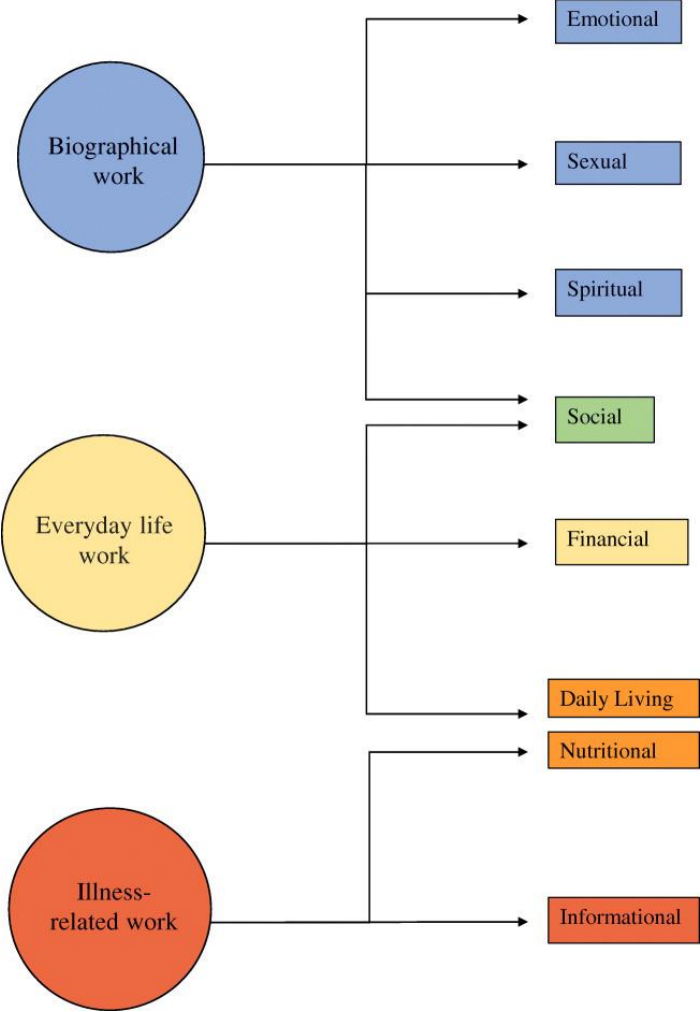 Emotional
Biographical
work
Sexual
Spiritual
Social
Everyday life
work
Financial
Daily Living
Nutritional
Illness-
related work
Informational